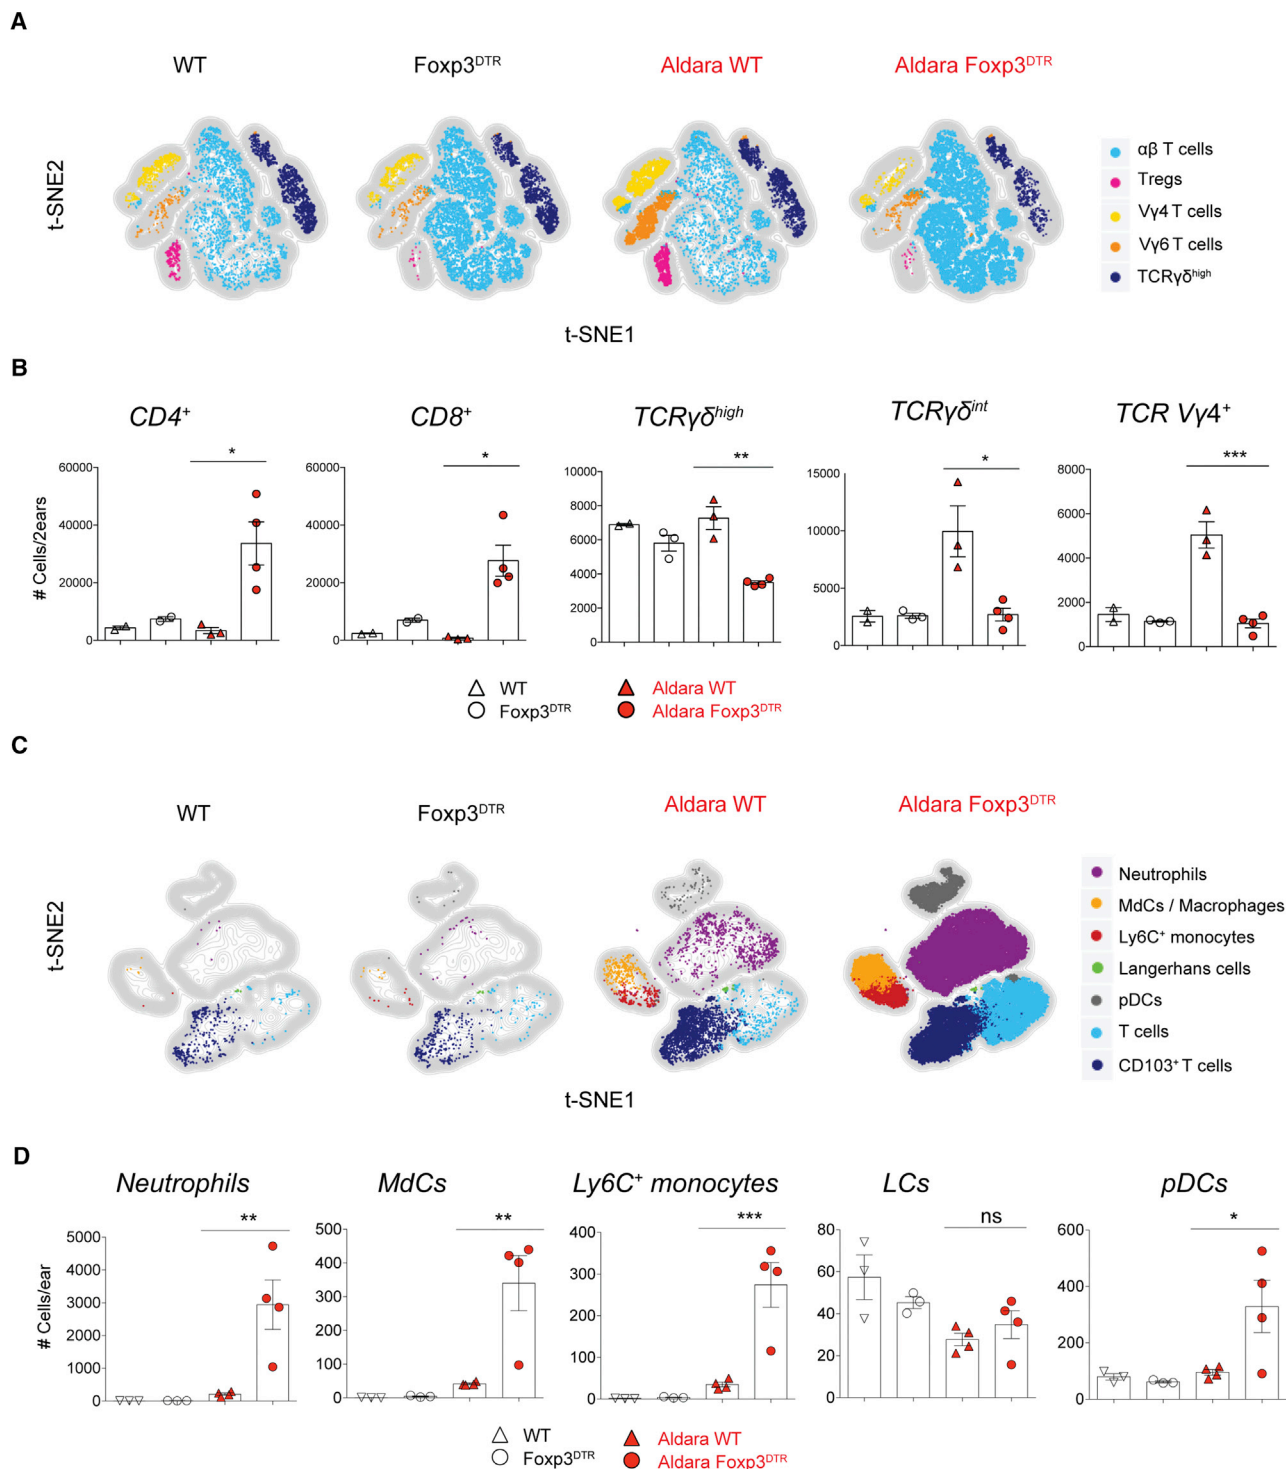 A
WT
Foxp3ᴰᵀᴿ
Aldara WT
Aldara Foxp3ᴰᵀᴿ
t-SNE2
αβ T cells
Tregs
Vγ4 T cells
Vγ6 T cells
TCRγδʰⁱᵍʰ
t-SNE1
B
CD4⁺
CD8⁺
TCRγδʰⁱᵍʰ
TCRγδⁱⁿᵗ
TCR Vγ4⁺
# Cells/2ears
60000
40000
20000
0
*
60000
40000
20000
0
*
10000
8000
6000
4000
2000
0
**
15000
10000
5000
0
*
8000
6000
4000
2000
0
***
WT
Foxp3ᴰᵀᴿ
Aldara WT
Aldara Foxp3ᴰᵀᴿ
C
WT
Foxp3ᴰᵀᴿ
Aldara WT
Aldara Foxp3ᴰᵀᴿ
t-SNE2
Neutrophils
MdCs / Macrophages
Ly6C⁺ monocytes
Langerhans cells
pDCs
T cells
CD103⁺ T cells
t-SNE1
D
Neutrophils
MdCs
Ly6C⁺ monocytes
LCs
pDCs
# Cells/ear
5000
4000
3000
2000
1000
0
**
500
400
300
200
100
0
**
400
300
200
100
0
***
80
60
40
20
0
ns
600
400
200
0
*
WT
Foxp3ᴰᵀᴿ
Aldara WT
Aldara Foxp3ᴰᵀᴿ